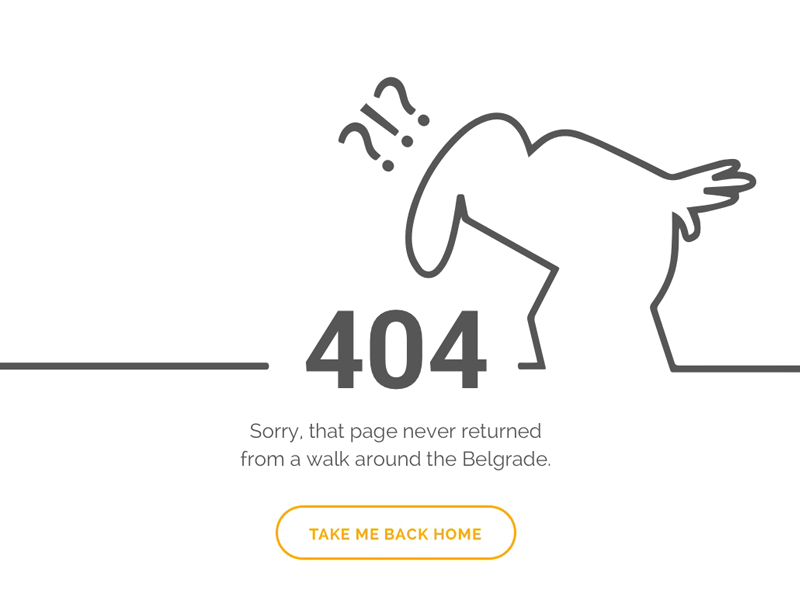 ?!?
404
Sorry, that page never returned
from a walk around the Belgrade.
TAKE ME BACK HOME